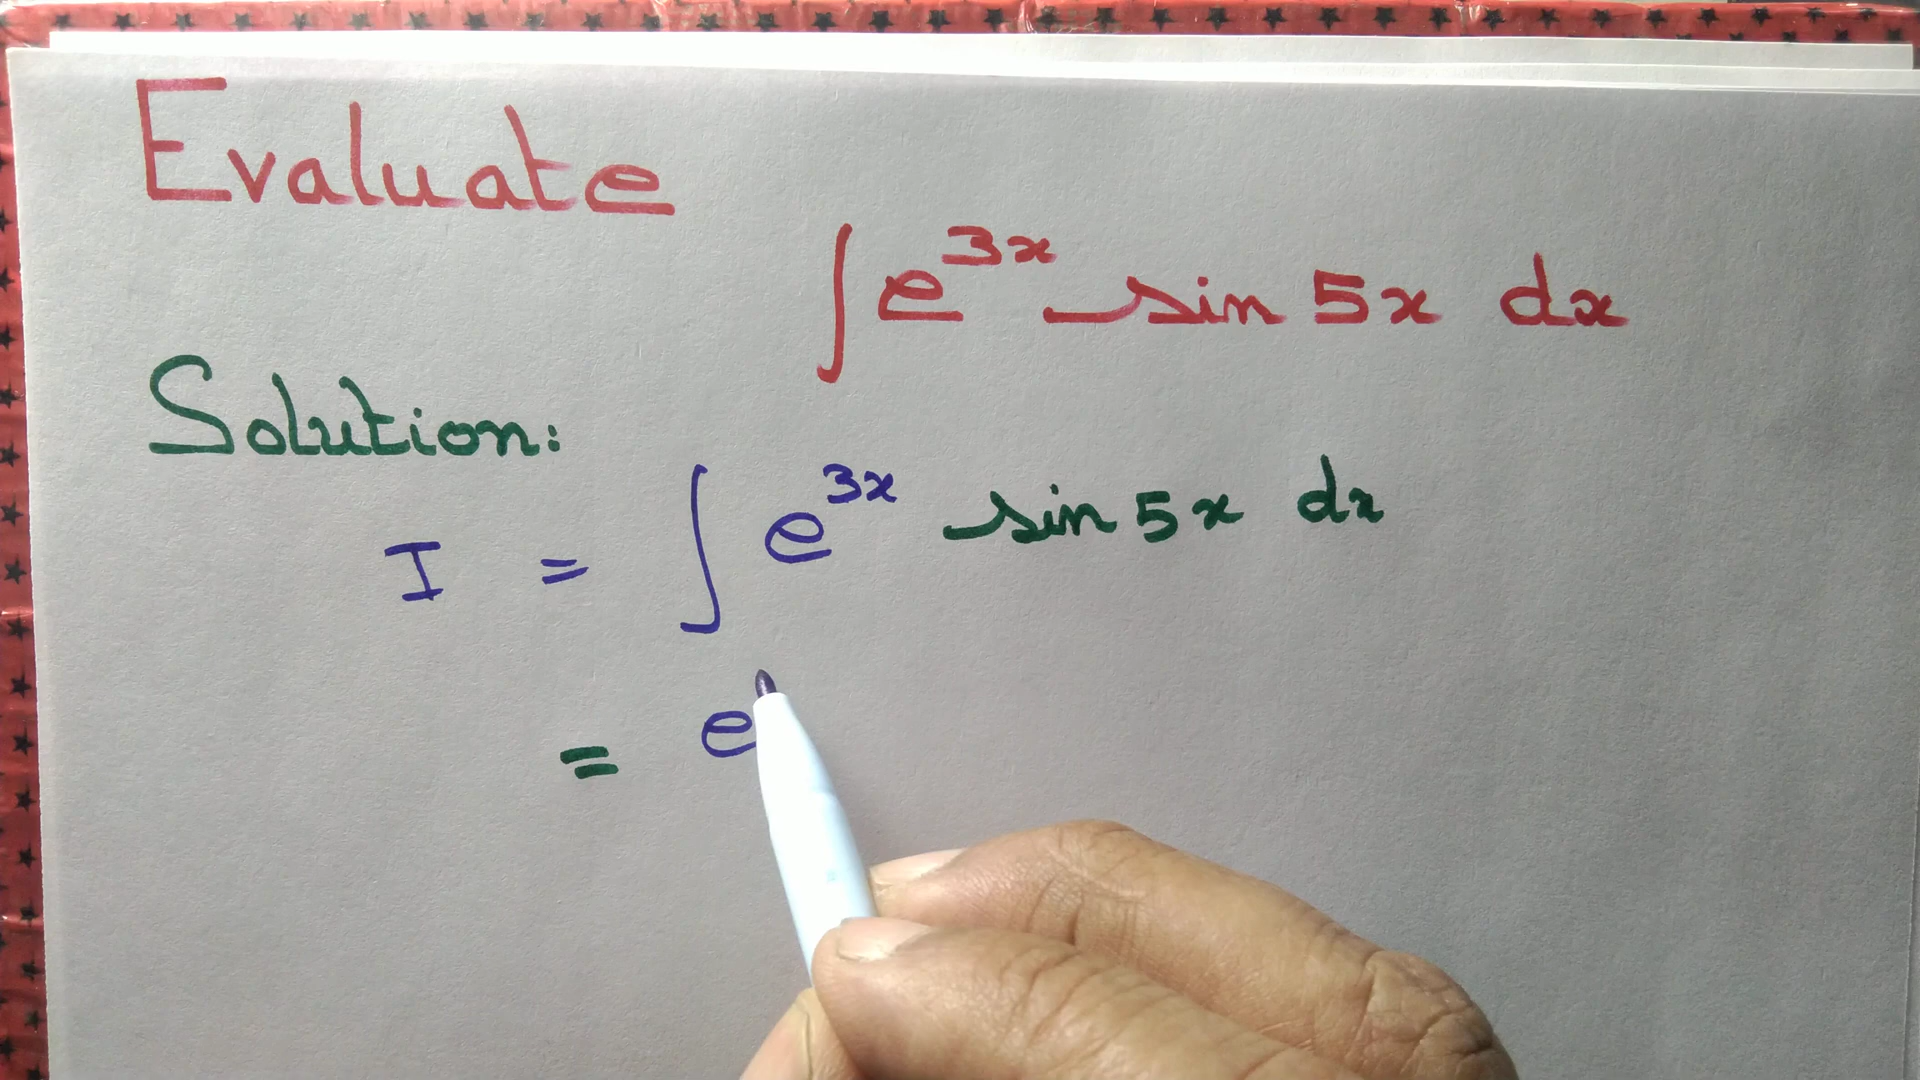 Evaluate
∫e^{3x} sin 5x dx
Solution:
I = ∫ e^{3x} sin 5x dx
= e